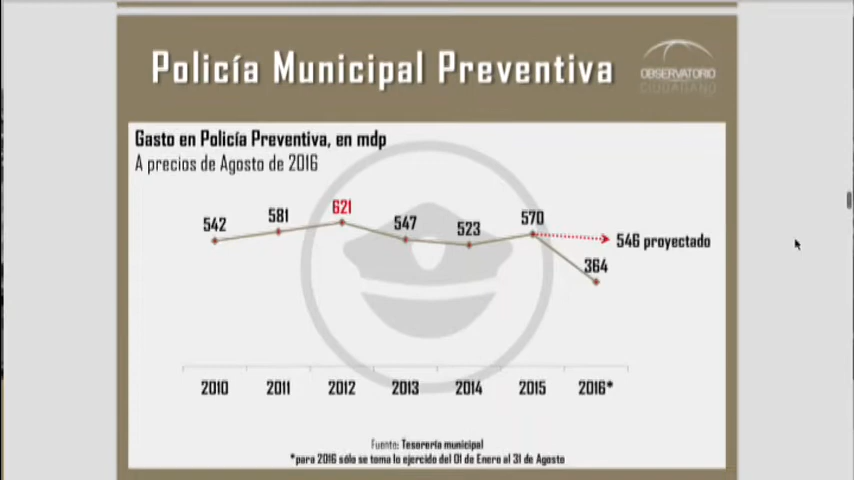 Policía Municipal Preventiva
OBSERVATORIO
CIUDADANO
Gasto en Policía Preventiva, en mdp
A precios de Agosto de 2016
542
581
621
547
523
570
546 proyectado
364
2010 2011 2012 2013 2014 2015 2016*
Fuente: Tesorería municipal
*para 2016 sólo se toma lo ejercido del 01 de Enero al 31 de Agosto